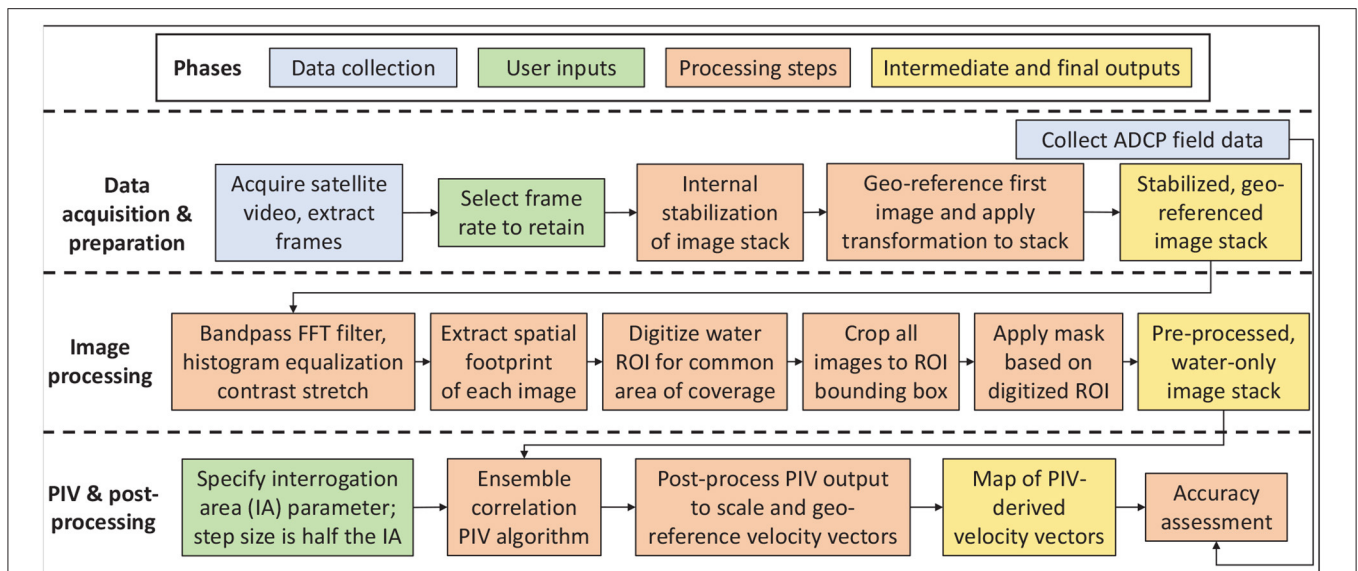 Phases
Data collection
User inputs
Processing steps
Intermediate and final outputs
Collect ADCP field data
Data
acquisition &
preparation
Acquire satellite
video, extract
frames
Select frame
rate to retain
Internal
stabilization
of image stack
Geo-reference first
image and apply
transformation to stack
Stabilized, geo-
referenced
image stack
Image
processing
Bandpass FFT filter,
histogram equalization
contrast stretch
Extract spatial
footprint
of each image
Digitize water
ROI for common
area of coverage
Crop all
images to ROI
bounding box
Apply mask
based on
digitized ROI
Pre-processed,
water-only
image stack
PIV & post-
processing
Specify interrogation
area (IA) parameter;
step size is half the IA
Ensemble
correlation
PIV algorithm
Post-process PIV output
to scale and geo-
reference velocity vectors
Map of PIV-
derived
velocity vectors
Accuracy
assessment